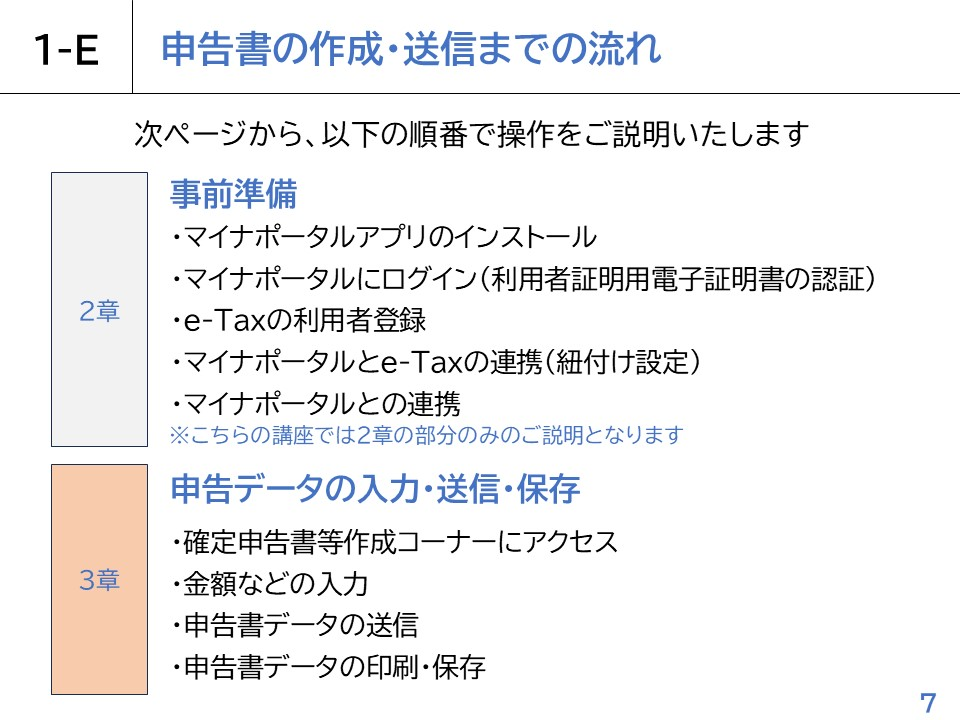 1-E
申告書の作成・送信までの流れ
次ページから、以下の順番で操作をご説明いたします
2章
事前準備
・マイナポータルアプリのインストール
・マイナポータルにログイン（利用者証明用電子証明書の認証）
・e-Taxの利用者登録
・マイナポータルとe-Taxの連携（紐付け設定）
・マイナポータルとの連携
※こちらの講座では2章の部分のみのご説明となります
3章
申告データの入力・送信・保存
・確定申告書等作成コーナーにアクセス
・金額などの入力
・申告書データの送信
・申告書データの印刷・保存
7